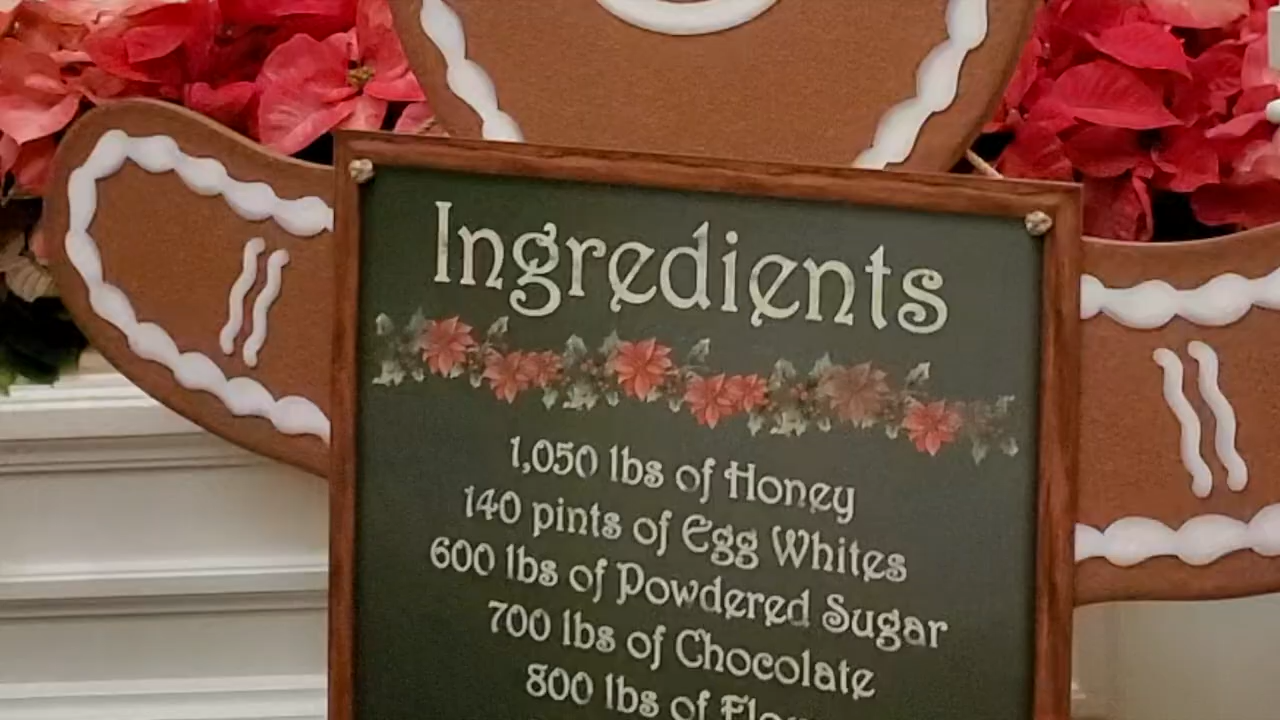 Ingredients
1,050 lbs of Honey
140 pints of Egg Whites
600 lbs of Powdered Sugar
700 lbs of Chocolate
800 lbs of